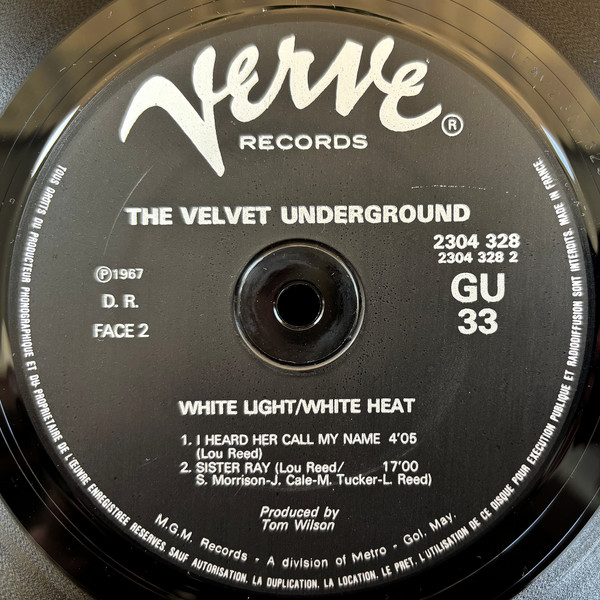 Verve
RECORDS ®
THE VELVET UNDERGROUND
2304 328
2304 328 2
℗1967
GU
D. R.
33
FACE 2
WHITE LIGHT/WHITE HEAT
1. I HEARD HER CALL MY NAME 4'05
(Lou Reed)
2. SISTER RAY (Lou Reed/ 17'00
S. Morrison-J. Cale-M. Tucker-L. Reed)
Produced by
Tom Wilson
M.G.M. Records - A division of Metro - Gol. May.
TOUS DROITS DU PRODUCTEUR PHONOGRAPHIQUE ET DU PROPRIETAIRE DE L'ŒUVRE ENREGISTREE RESERVES. SAUF AUTORISATION, LA DUPLICATION, LA LOCATION, LE PRET, L'UTILISATION DE CE DISQUE POUR EXECUTION PUBLIQUE ET RADIODIFFUSION SONT INTERDITS. MADE IN FRANCE.